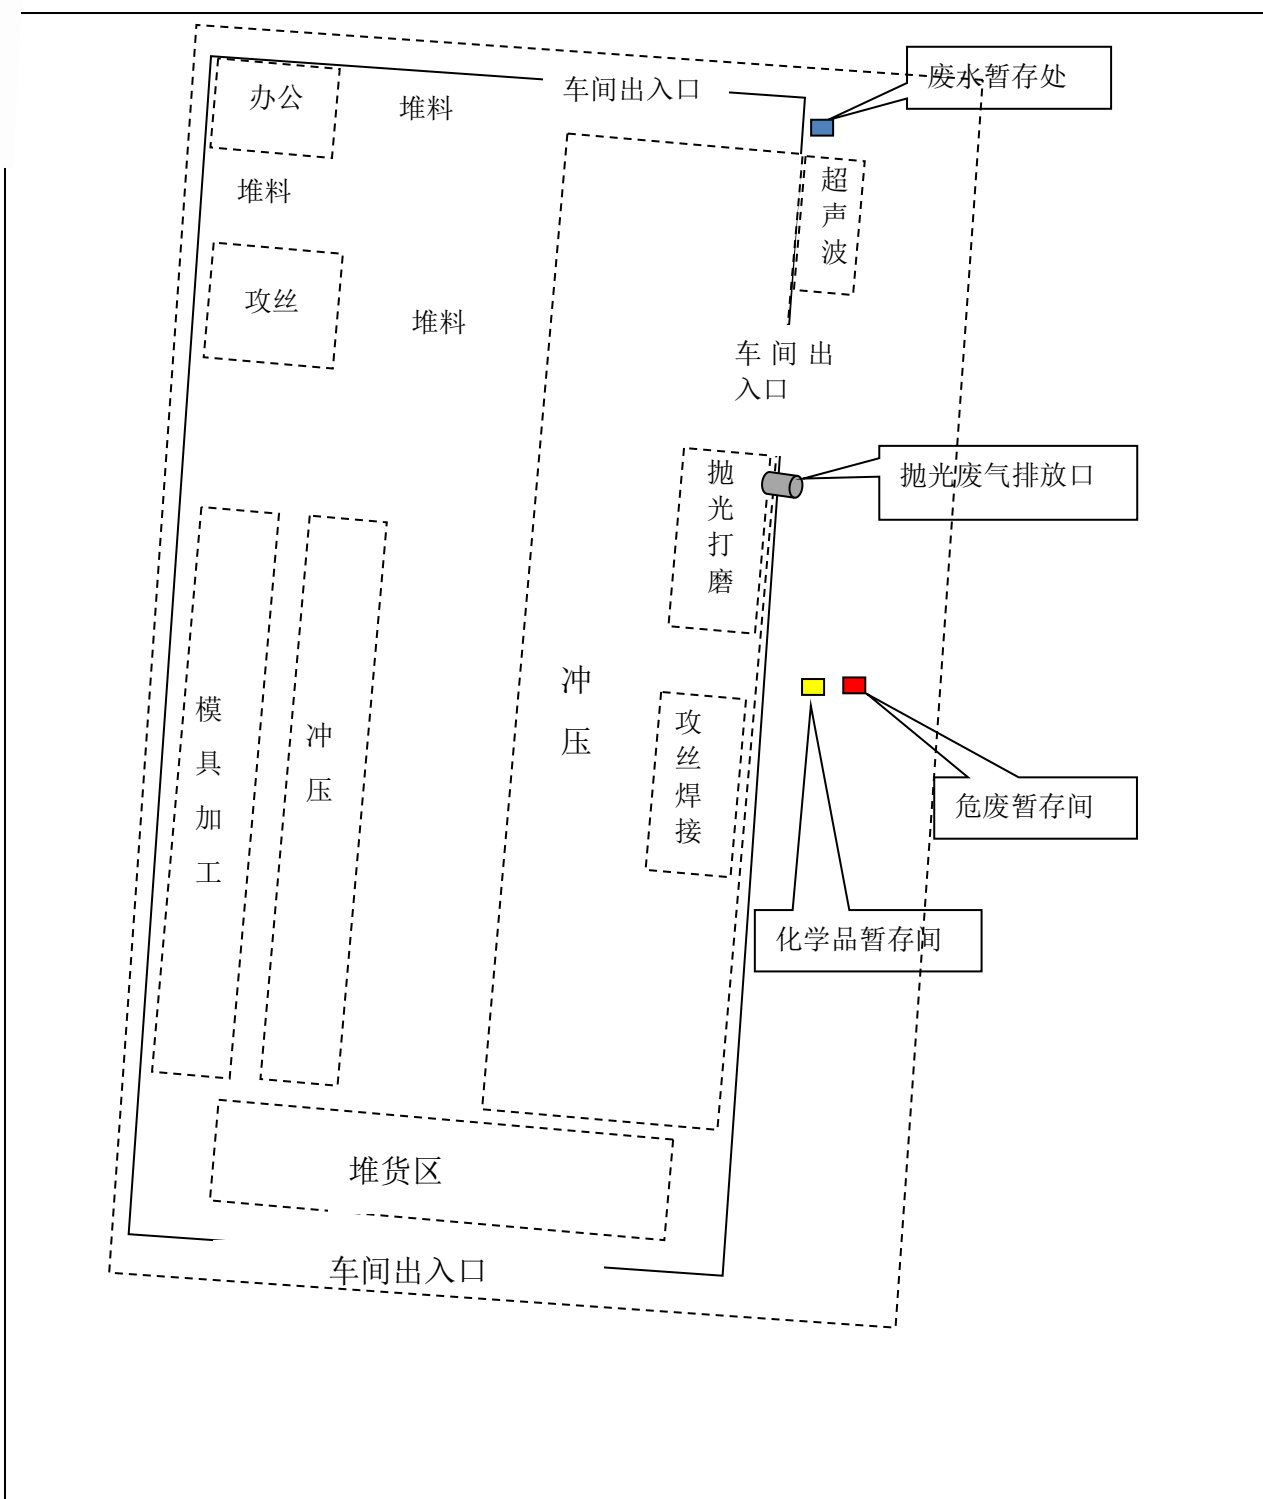 废水暂存处
车间出入口
办公
堆料
超声波
堆料
攻丝
堆料
车间出
入口
抛光打磨
抛光废气排放口
冲压
模具加工
冲压
攻丝焊接
危废暂存间
化学品暂存间
堆货区
车间出入口